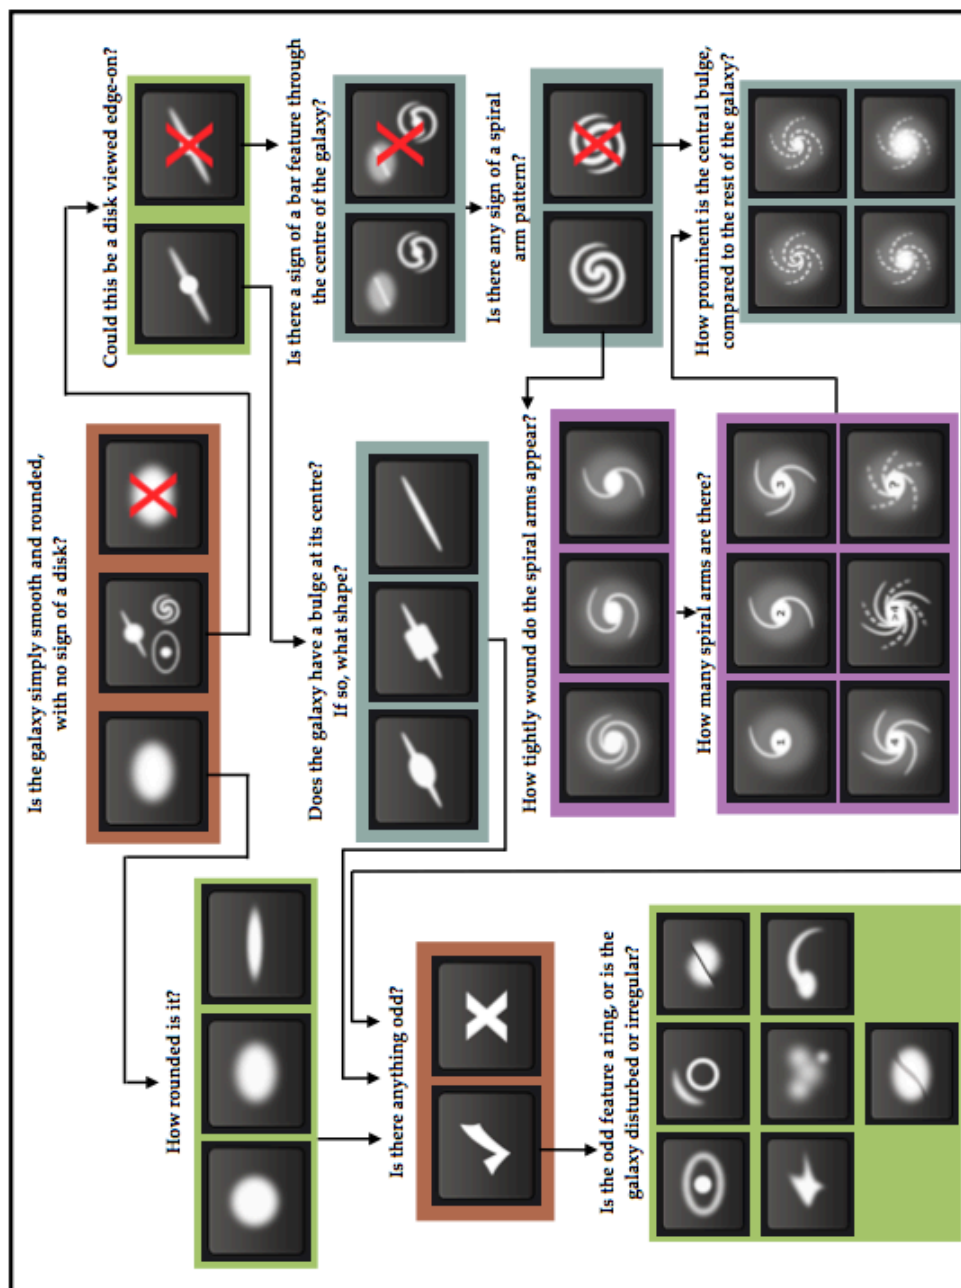 Is the galaxy simply smooth and rounded,
with no sign of a disk?
Could this be a disk viewed edge-on?
How rounded is it?
Does the galaxy have a bulge at its centre?
If so, what shape?
Is there a sign of a bar feature through
the centre of the galaxy?
Is there anything odd?
Is there any sign of a spiral
arm pattern?
How tightly wound do the spiral arms appear?
Is the odd feature a ring, or is the
galaxy disturbed or irregular?
How many spiral arms are there?
1
2
3
4
>4
?
How prominent is the central bulge,
compared to the rest of the galaxy?